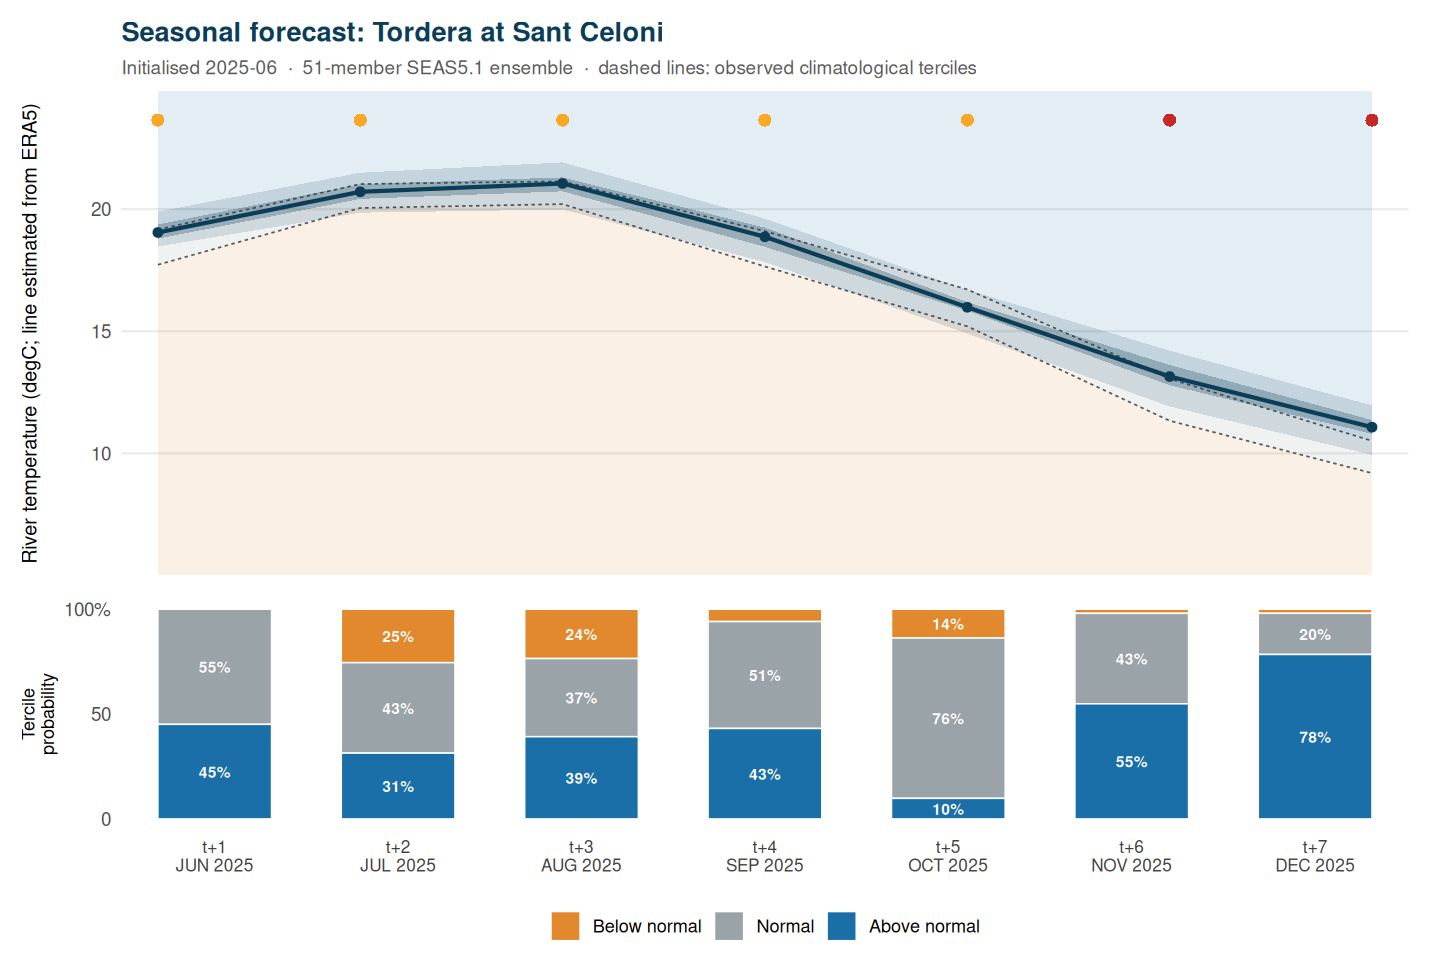 Seasonal forecast: Tordera at Sant Celoni
Initialised 2025-06 · 51-member SEAS5.1 ensemble · dashed lines: observed climatological terciles
River temperature (degC; line estimated from ERA5)
20
15
10
Tercile
probability
100%
50
0
55%
45%
25%
43%
31%
24%
37%
39%
51%
43%
14%
76%
10%
43%
55%
20%
78%
t+1
JUN 2025
t+2
JUL 2025
t+3
AUG 2025
t+4
SEP 2025
t+5
OCT 2025
t+6
NOV 2025
t+7
DEC 2025
Below normal
Normal
Above normal